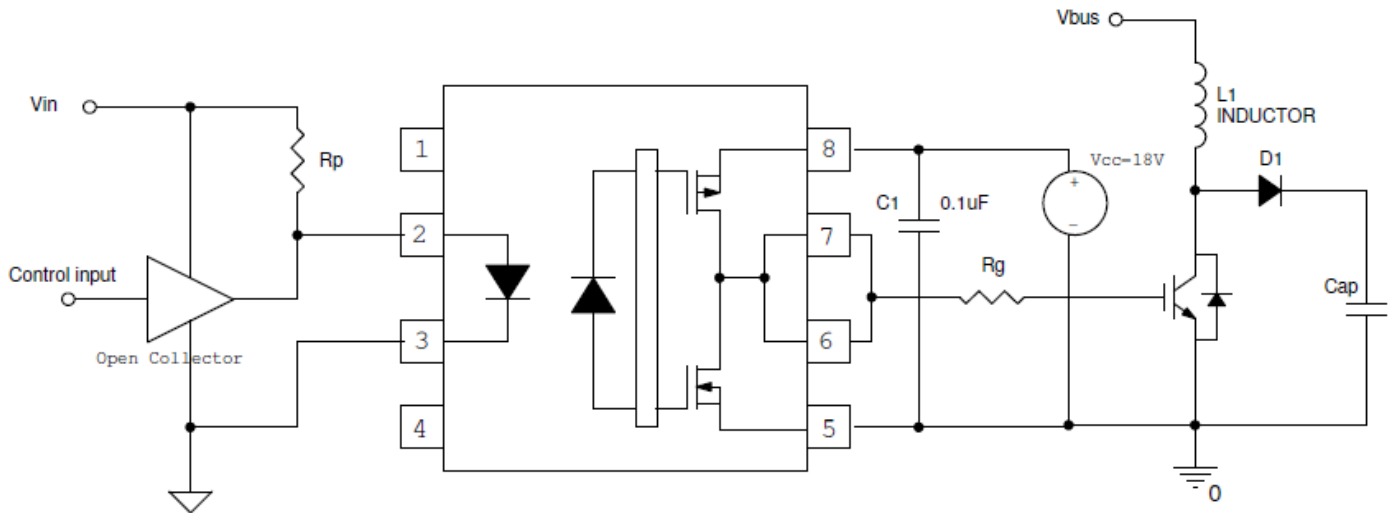 Vbus
L1
INDUCTOR
Vin
Rp
1
8
Vcc=18V
D1
C1
0.1uF
2
7
Control input
Rg
Cap
3
6
Open Collector
4
5
0
+
−